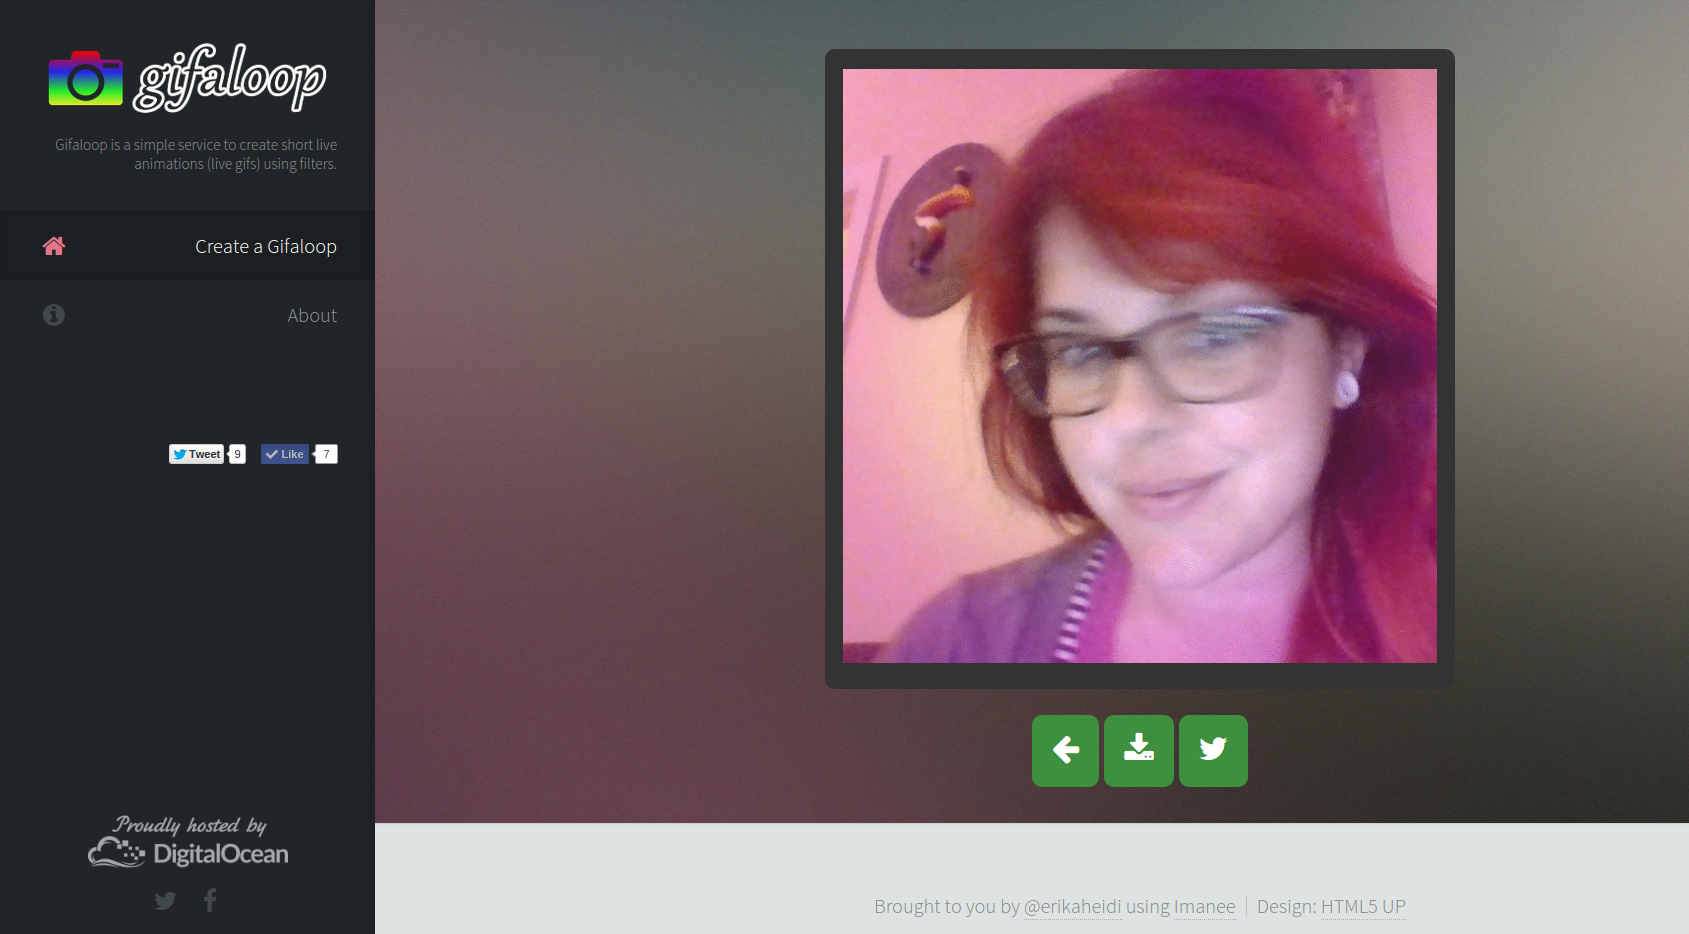 gifaloop
Gifaloop is a simple service to create short live
animations (live gifs) using filters.
Create a Gifaloop
About
Tweet 9 Like 7
Proudly hosted by
DigitalOcean
Brought to you by @erikaheidi using Imanee | Design: HTML5 UP